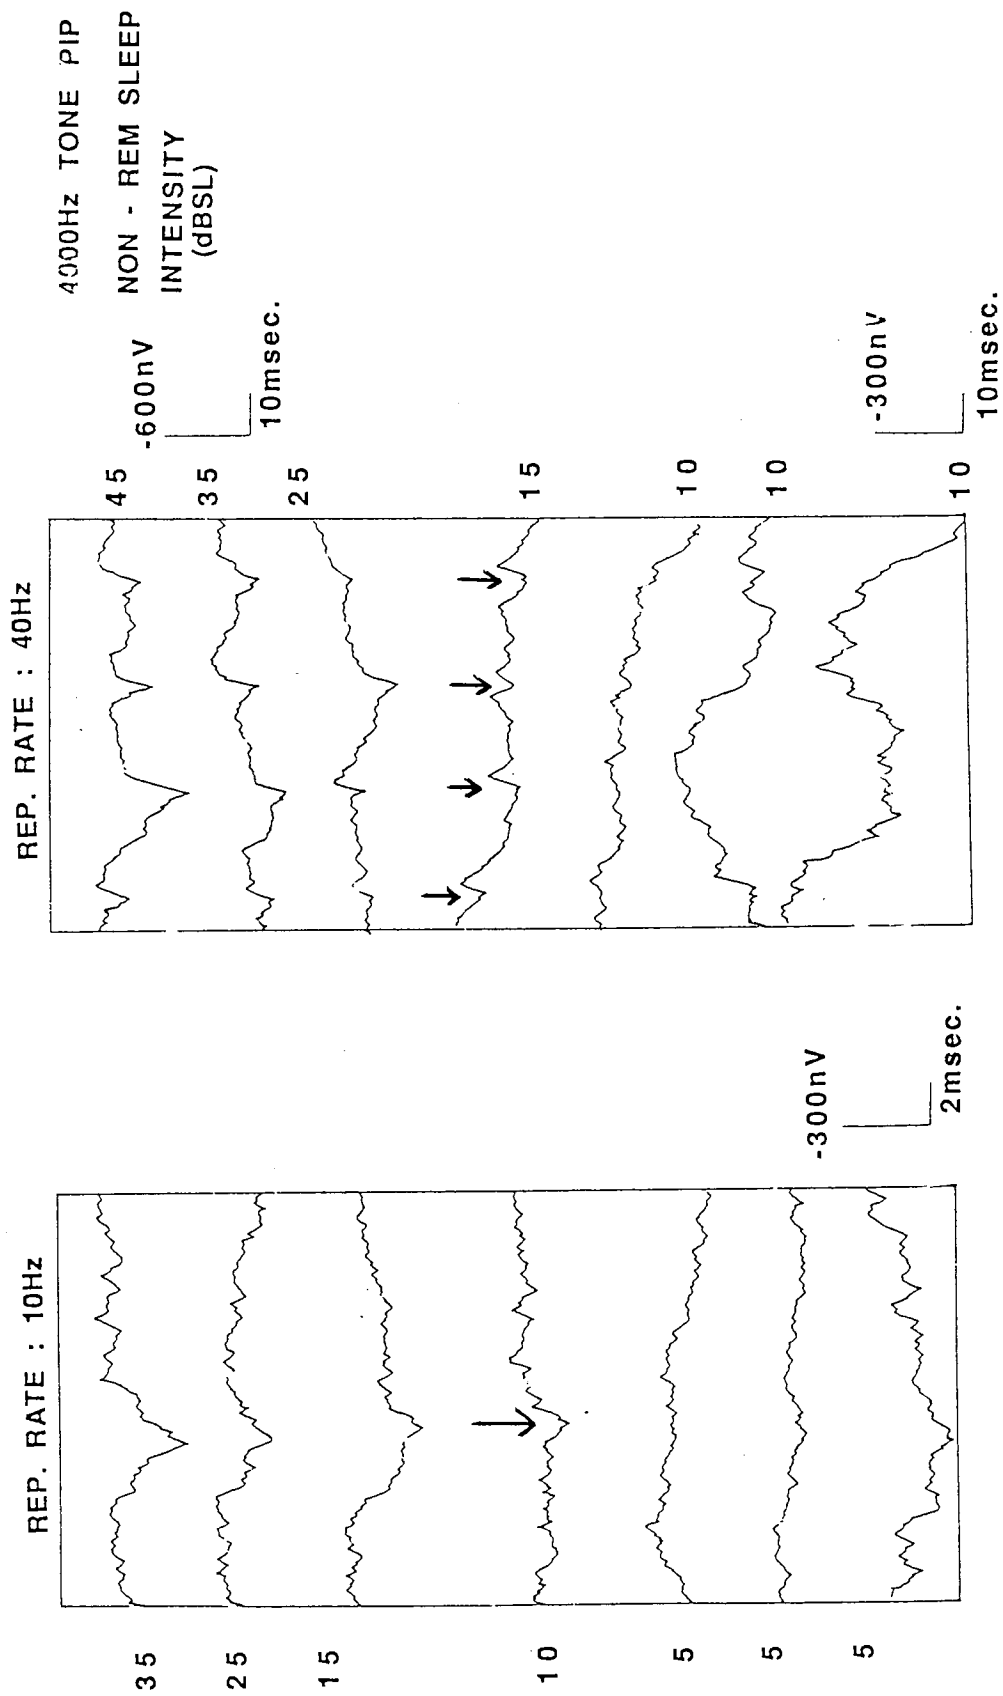 REP. RATE : 10Hz
35
25
15
10
5
5
5
-300nV
2msec.
REP. RATE : 40Hz
45
35
25
15
10
10
10
-600nV
10msec.
-300nV
10msec.
4000Hz TONE PIP
NON - REM SLEEP
INTENSITY
(dBSL)